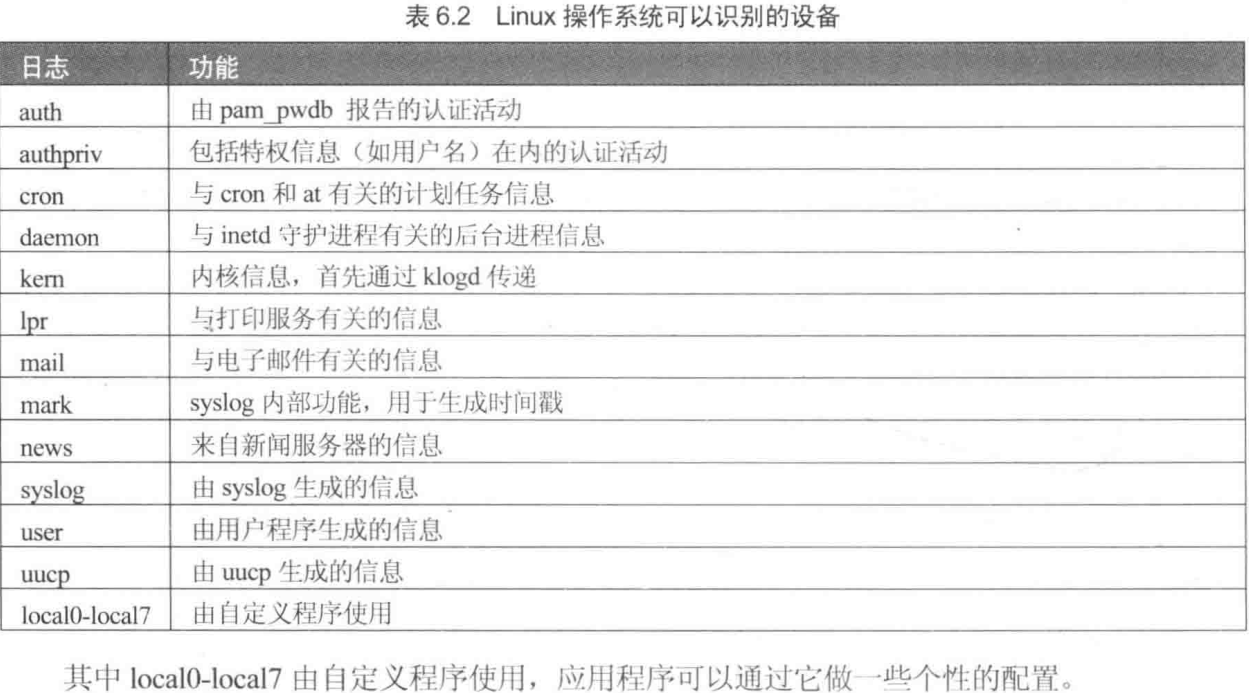 表 6.2 Linux 操作系统可以识别的设备
日志 功能
auth 由 pam_pwdb 报告的认证活动
authpriv 包括特权信息（如用户名）在内的认证活动
cron 与 cron 和 at 有关的计划任务信息
daemon 与 inetd 守护进程有关的后台进程信息
kern 内核信息，首先通过 klogd 传递
lpr 与打印服务有关的信息
mail 与电子邮件有关的信息
mark syslog 内部功能，用于生成时间戳
news 来自新闻服务器的信息
syslog 由 syslog 生成的信息
user 由用户程序生成的信息
uucp 由 uucp 生成的信息
local0-local7 由自定义程序使用
其中 local0-local7 由自定义程序使用，应用程序可以通过它做一些个性的配置。